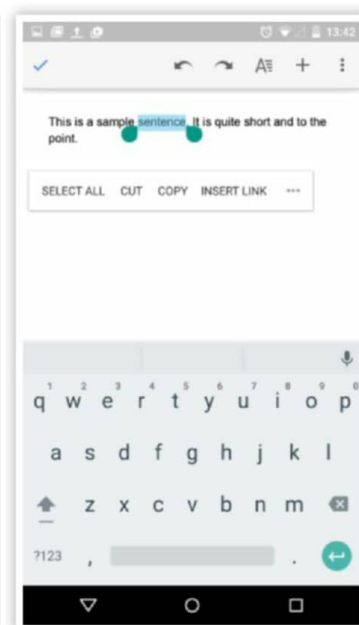 13:42
A
This is a sample sentence. It is quite short and to the
point.
SELECT ALL CUT COPY INSERT LINK ...
1 2 3 4 5 6 7 8 9 0
q w e r t y u i o p
a s d f g h j k l
z x c v b n m
?123 , .